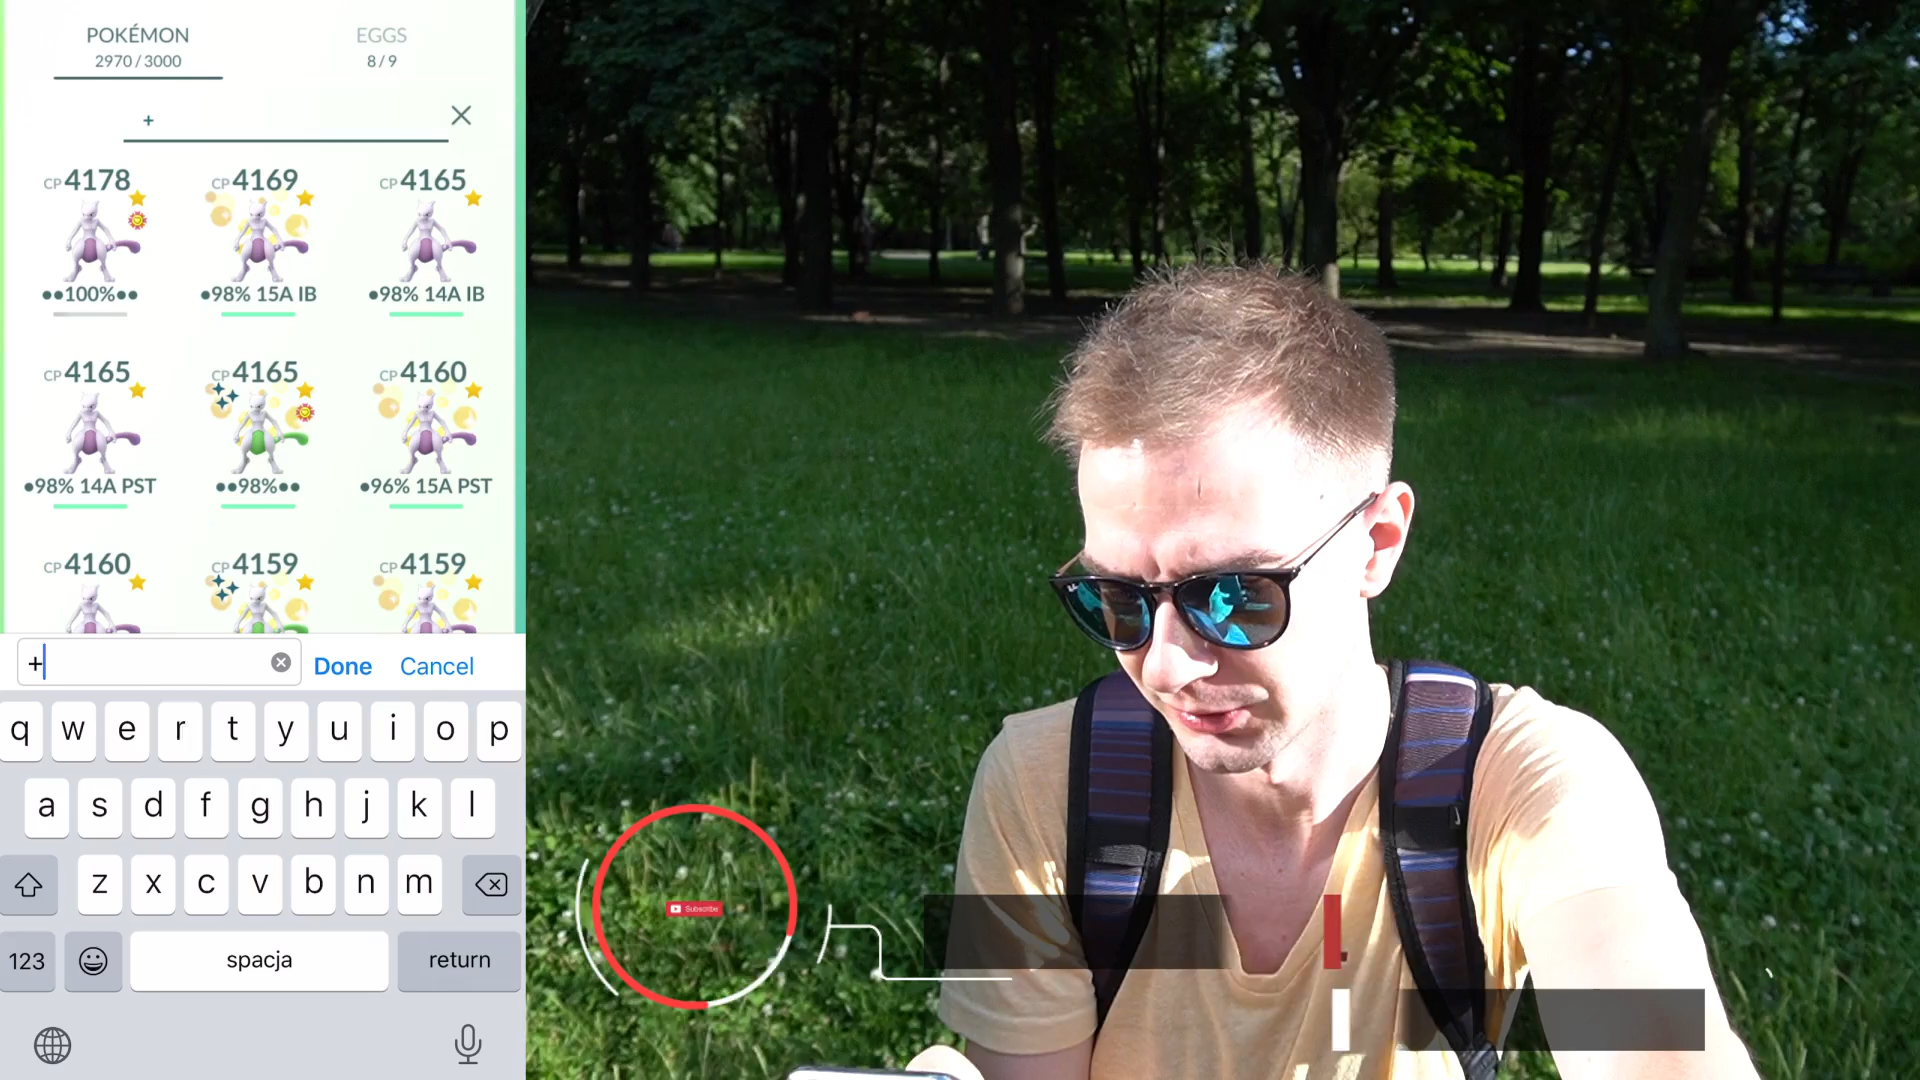 POKÉMON EGGS
2970 / 3000 8 / 9
+
CP4178 CP4169 CP4165
●●100%●● ●98% 15A IB ●98% 14A IB
CP4165 CP4165 CP4160
●98% 14A PST ●●98%●● ●96% 15A PST
CP4160 CP4159 CP4159
+ Done Cancel
q w e r t y u i o p
a s d f g h j k l
z x c v b n m
123 spacja return
Subscribe